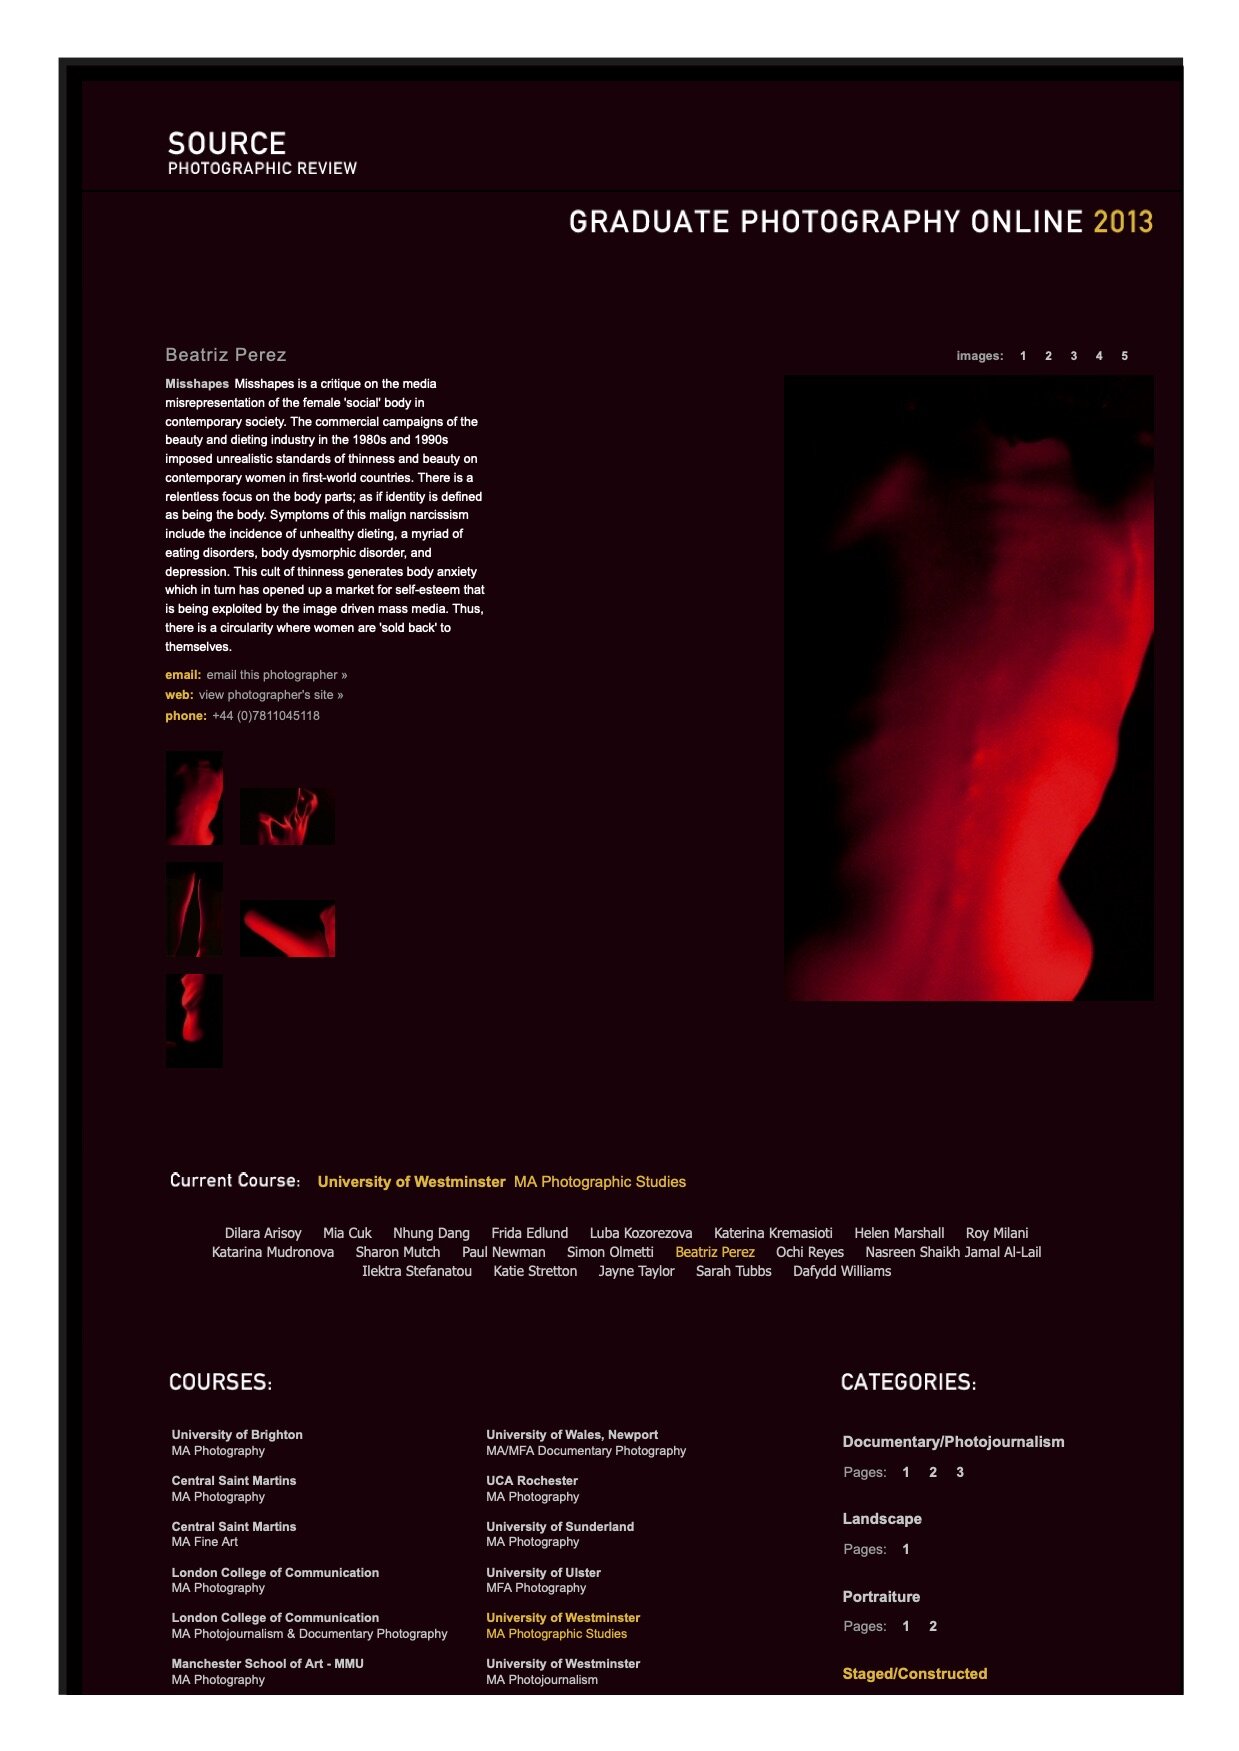 SOURCE
PHOTOGRAPHIC REVIEW
GRADUATE PHOTOGRAPHY ONLINE 2013
Beatriz Perez
images: 1 2 3 4 5
Misshapes Misshapes is a critique on the media
misrepresentation of the female 'social' body in
contemporary society. The commercial campaigns of the
beauty and dieting industry in the 1980s and 1990s
imposed unrealistic standards of thinness and beauty on
contemporary women in first-world countries. There is a
relentless focus on the body parts; as if identity is defined
as being the body. Symptoms of this malign narcissism
include the incidence of unhealthy dieting, a myriad of
eating disorders, body dysmorphic disorder, and
depression. This cult of thinness generates body anxiety
which in turn has opened up a market for self-esteem that
is being exploited by the image driven mass media. Thus,
there is a circularity where women are 'sold back' to
themselves.
email: email this photographer »
web: view photographer's site »
phone: +44 (0)7811045118
Current Course: University of Westminster MA Photographic Studies
Dilara Arisoy Mia Cuk Nhung Dang Frida Edlund Luba Kozorezova Katerina Kremasioti Helen Marshall Roy Milani
Katarina Mudronova Sharon Mutch Paul Newman Simon Olmetti Beatriz Perez Ochi Reyes Nasreen Shaikh Jamal Al-Lail
Ilektra Stefanatou Katie Stretton Jayne Taylor Sarah Tubbs Dafydd Williams
COURSES:
University of Brighton
MA Photography
Central Saint Martins
MA Photography
Central Saint Martins
MA Fine Art
London College of Communication
MA Photography
London College of Communication
MA Photojournalism & Documentary Photography
Manchester School of Art - MMU
MA Photography
University of Wales, Newport
MA/MFA Documentary Photography
UCA Rochester
MA Photography
University of Sunderland
MA Photography
University of Ulster
MFA Photography
University of Westminster
MA Photographic Studies
University of Westminster
MA Photojournalism
CATEGORIES:
Documentary/Photojournalism
Pages: 1 2 3
Landscape
Pages: 1
Portraiture
Pages: 1 2
Staged/Constructed